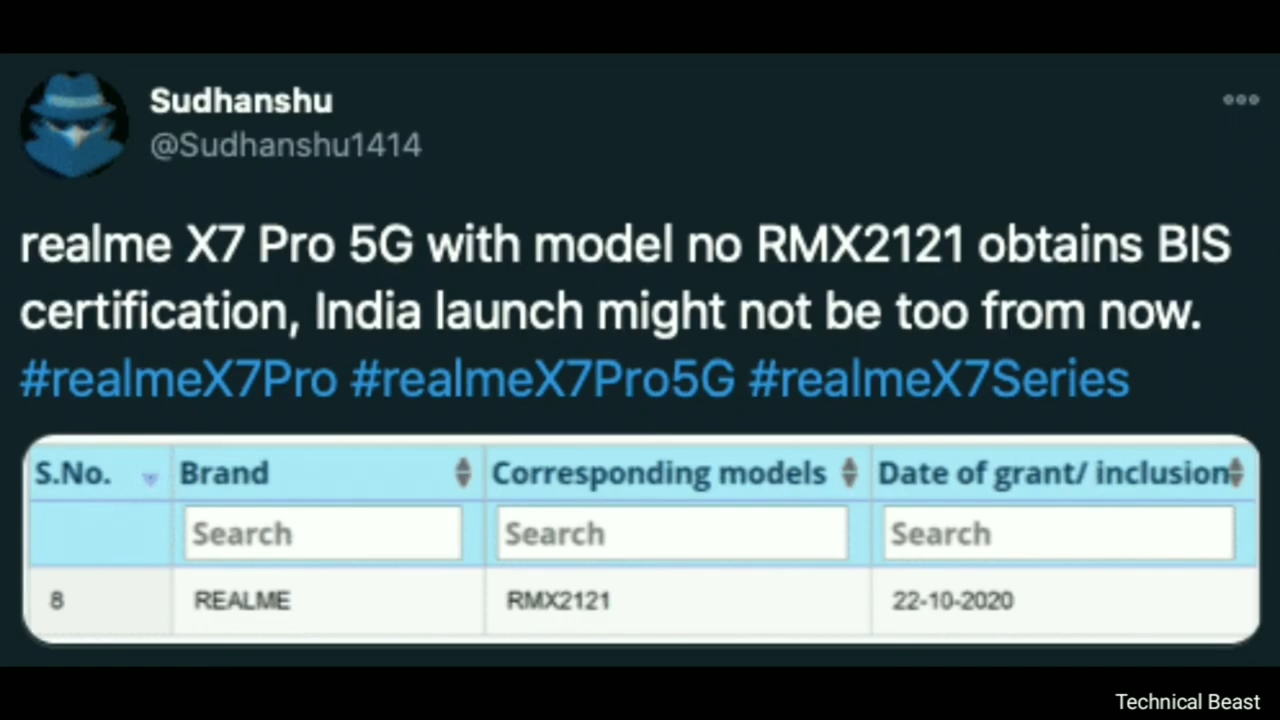 Sudhanshu
@Sudhanshu1414
realme X7 Pro 5G with model no RMX2121 obtains BIS
certification, India launch might not be too from now.
#realmeX7Pro #realmeX7Pro5G #realmeX7Series
S.No. Brand Corresponding models Date of grant/ inclusion
Search Search Search
8 REALME RMX2121 22-10-2020
Technical Beast